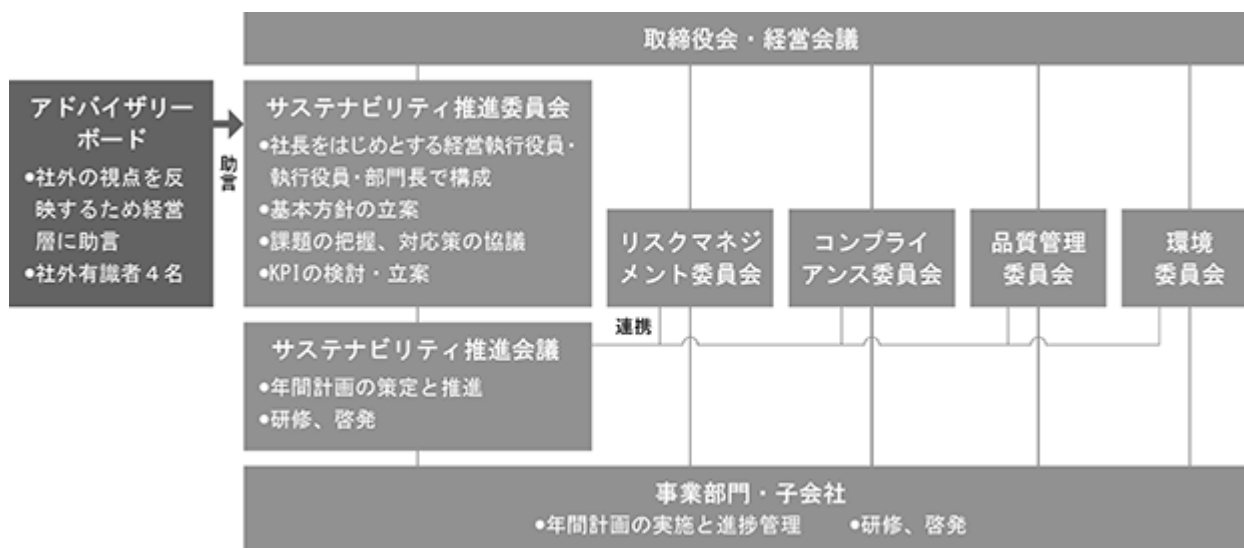 取締役会・経営会議
アドバイザリー
ボード
●社外の視点を反
映するため経営
層に助言
●社外有識者4名
助言
サステナビリティ推進委員会
●社長をはじめとする経営執行役員・
執行役員・部門長で構成
●基本方針の立案
●課題の把握、対応策の協議
●KPIの検討・立案
リスクマネジ
メント委員会
コンプライ
アンス委員会
品質管理
委員会
環境
委員会
連携
サステナビリティ推進会議
●年間計画の策定と推進
●研修、啓発
事業部門・子会社
●年間計画の実施と進捗管理 ●研修、啓発